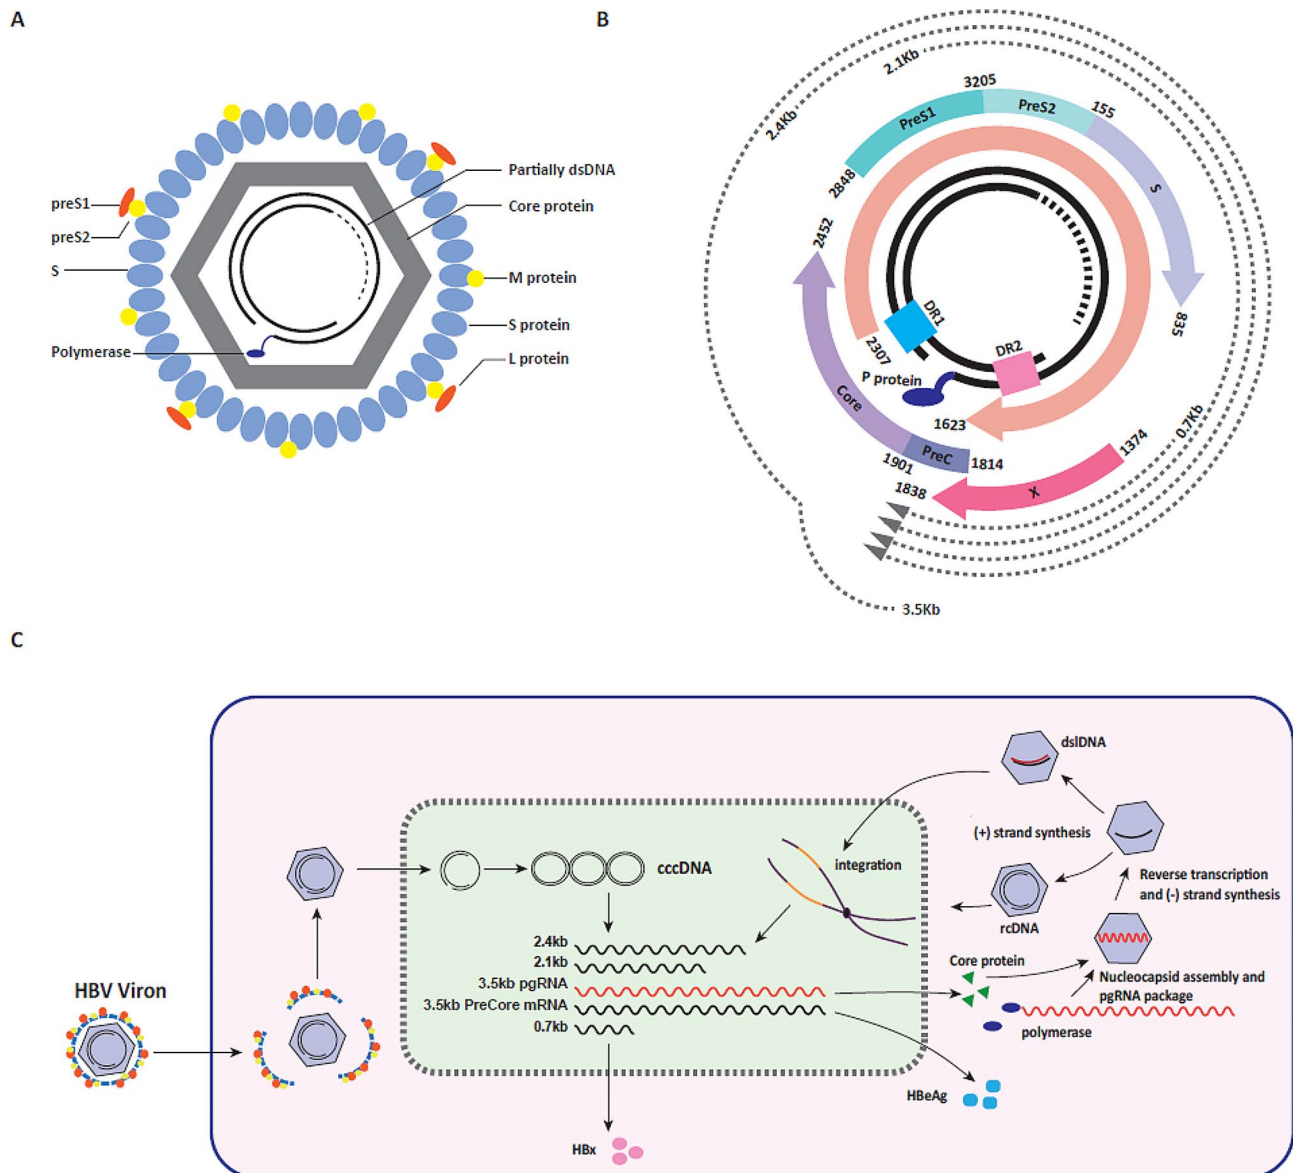 A
preS1
preS2
S
Polymerase
Partially dsDNA
Core protein
M protein
S protein
L protein
B
2.1Kb
2.4Kb
3205
PreS1
PreS2
155
2848
S
2452
835
DR1
2307
DR2
P protein
Core
1623
0.7Kb
1374
PreC
1901
1814
1838
X
3.5Kb
C
dslDNA
(+) strand synthesis
integration
cccDNA
Reverse transcription
and (-) strand synthesis
rcDNA
2.4kb
2.1kb
3.5kb pgRNA
3.5kb PreCore mRNA
0.7kb
Core protein
Nucleocapsid assembly and
pgRNA package
polymerase
HBV Viron
HBeAg
HBx